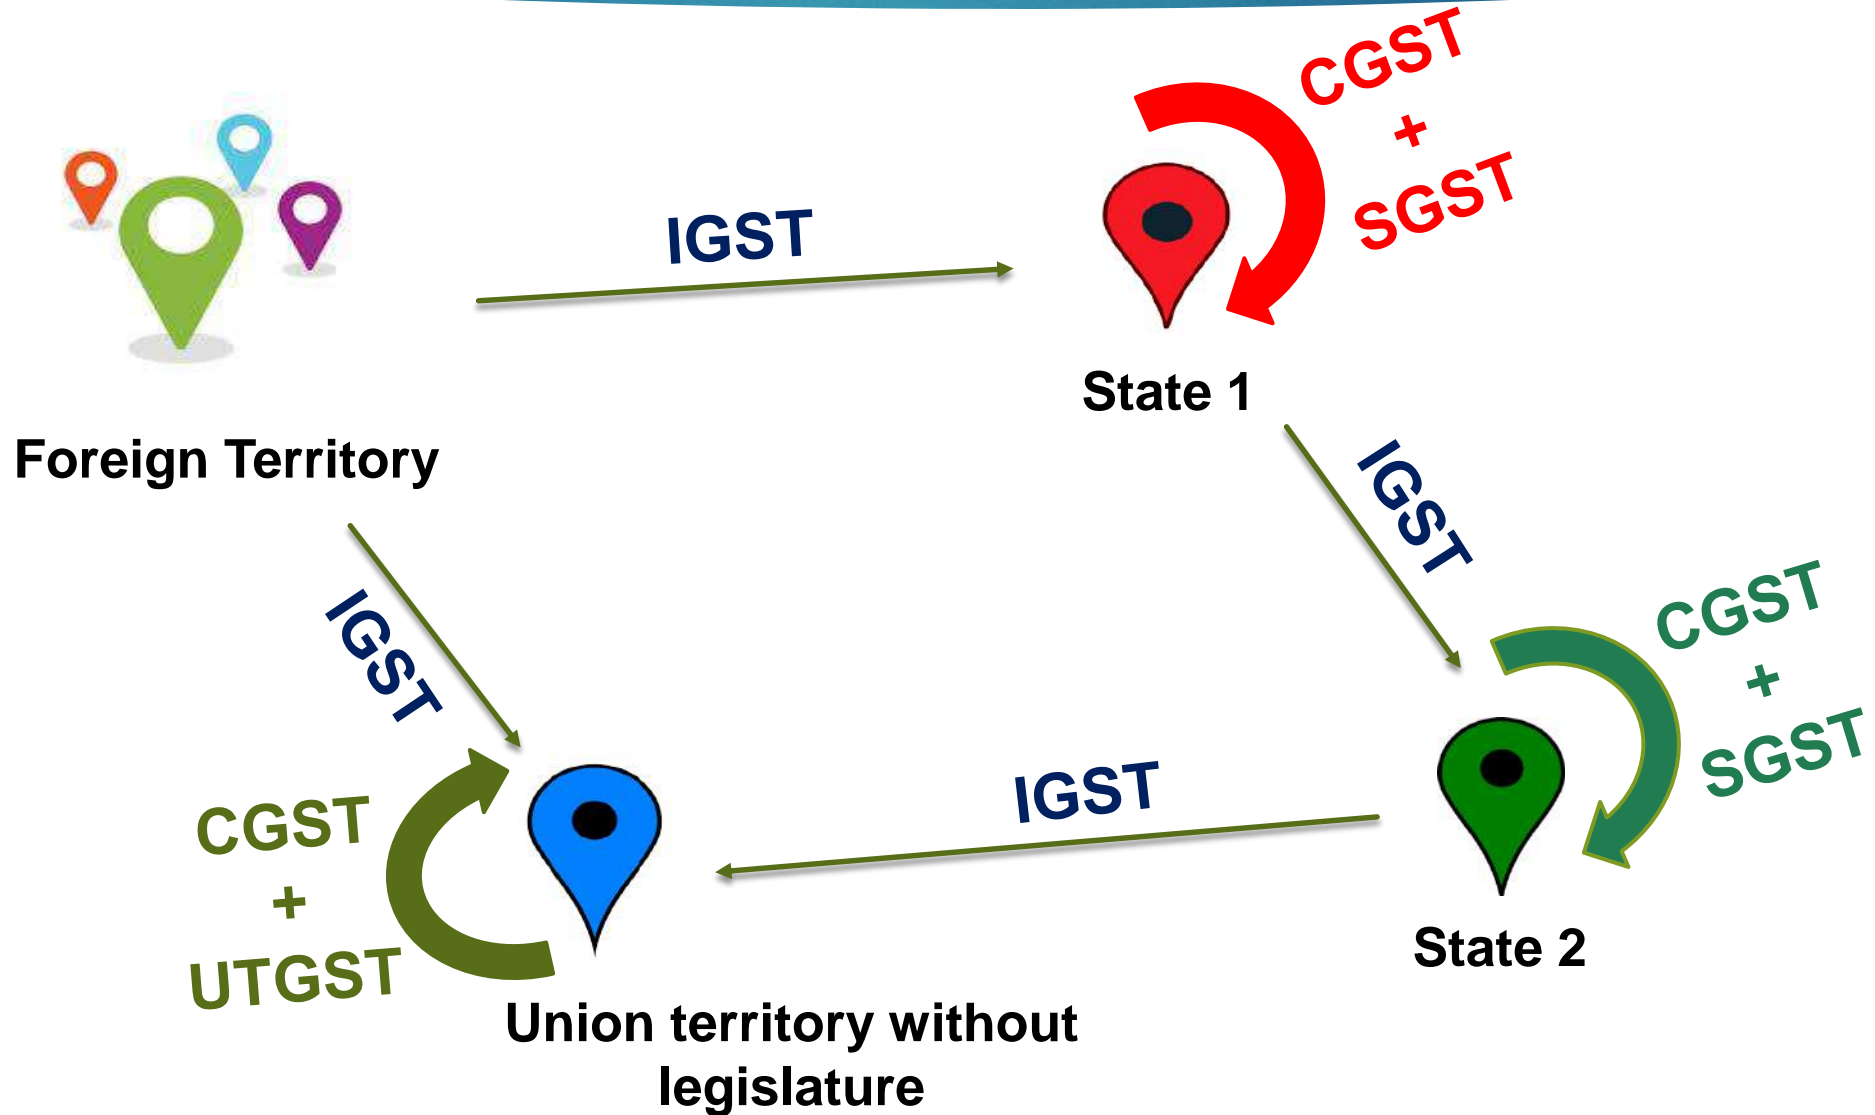 CGST
+
SGST
IGST
State 1
Foreign Territory
IGST
IGST
CGST
+
SGST
IGST
CGST
+
UTGST
State 2
Union territory without
legislature